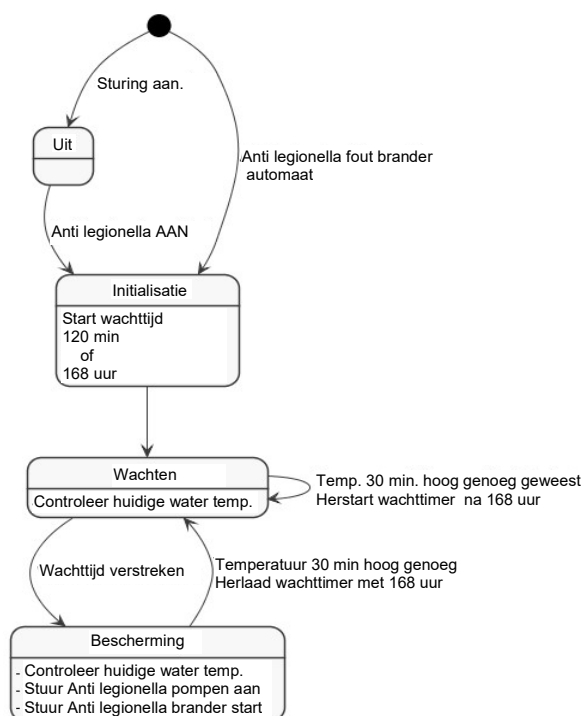 Sturing aan.
Uit
Anti legionella fout brander
automaat
Anti legionella AAN
Initialisatie
Start wachttijd
120 min
of
168 uur
Wachten
Controleer huidige water temp.
Temp. 30 min. hoog genoeg geweest
Herstart wachttimer na 168 uur
Wachttijd verstreken
Temperatuur 30 min hoog genoeg
Herlaad wachttimer met 168 uur
Bescherming
- Controleer huidige water temp.
- Stuur Anti legionella pompen aan
- Stuur Anti legionella brander start